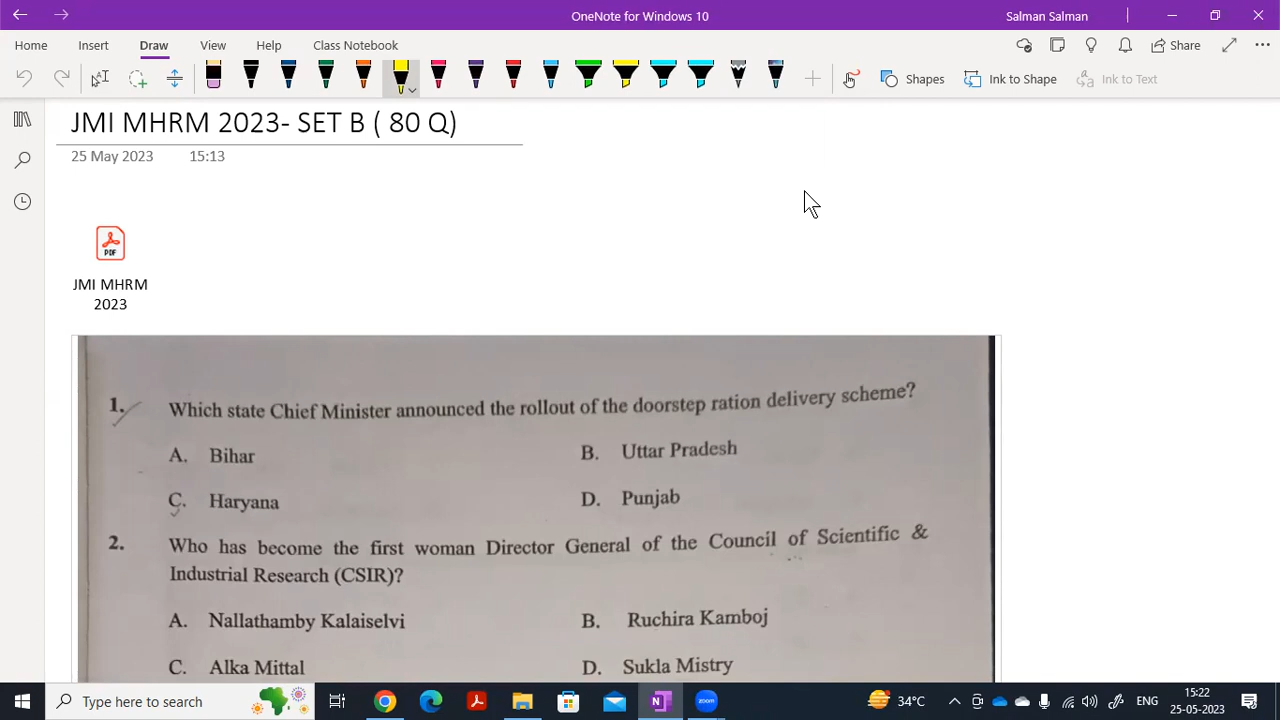 OneNote for Windows 10
Salman Salman
Home Insert Draw View Help Class Notebook
Share
Shapes Ink to Shape Ink to Text
JMI MHRM 2023- SET B ( 80 Q)
25 May 2023 15:13
PDF
JMI MHRM
2023
1. Which state Chief Minister announced the rollout of the doorstep ration delivery scheme?
A. Bihar B. Uttar Pradesh
C. Haryana D. Punjab
2. Who has become the first woman Director General of the Council of Scientific &
Industrial Research (CSIR)?
A. Nallathamby Kalaiselvi B. Ruchira Kamboj
C. Alka Mittal D. Sukla Mistry
Type here to search
zoom
34°C
ENG
15:22
25-05-2023